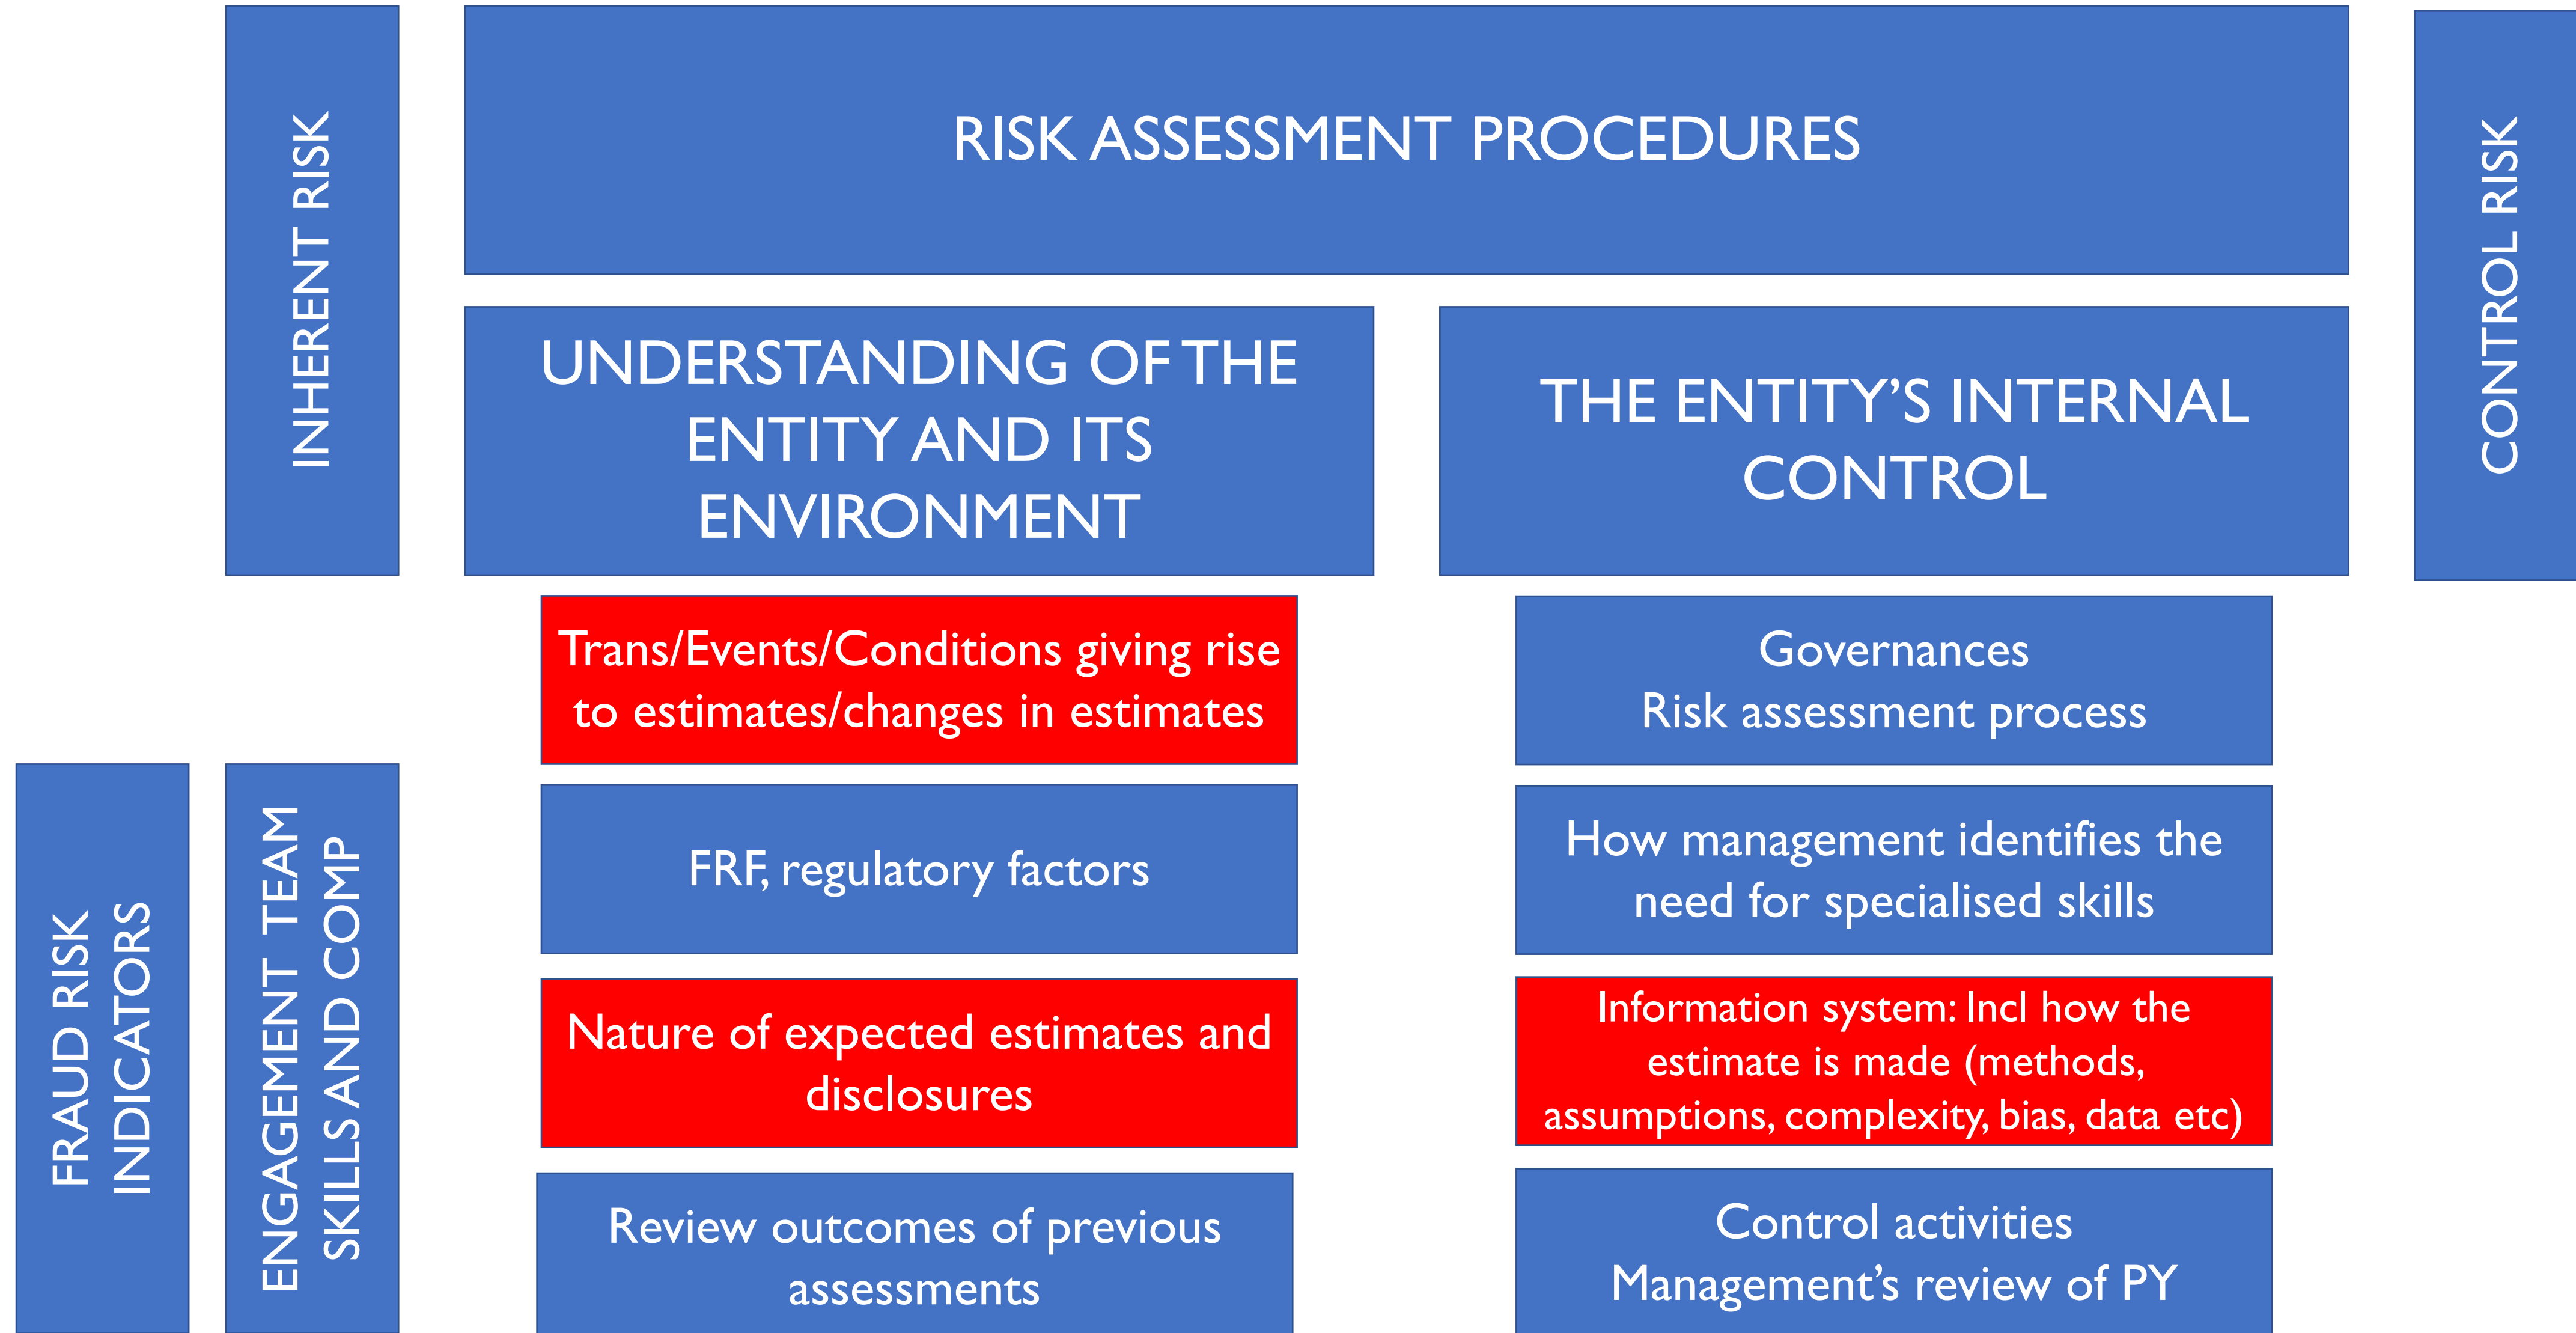 INHERENT RISK
RISK ASSESSMENT PROCEDURES
CONTROL RISK
UNDERSTANDING OF THE
ENTITY AND ITS
ENVIRONMENT
THE ENTITY’S INTERNAL
CONTROL
Trans/Events/Conditions giving rise
to estimates/changes in estimates
Governances
Risk assessment process
FRAUD RISK
INDICATORS
ENGAGEMENT TEAM
SKILLS AND COMP
FRF, regulatory factors
How management identifies the
need for specialised skills
Nature of expected estimates and
disclosures
Information system: Incl how the
estimate is made (methods,
assumptions, complexity, bias, data etc)
Review outcomes of previous
assessments
Control activities
Management’s review of PY